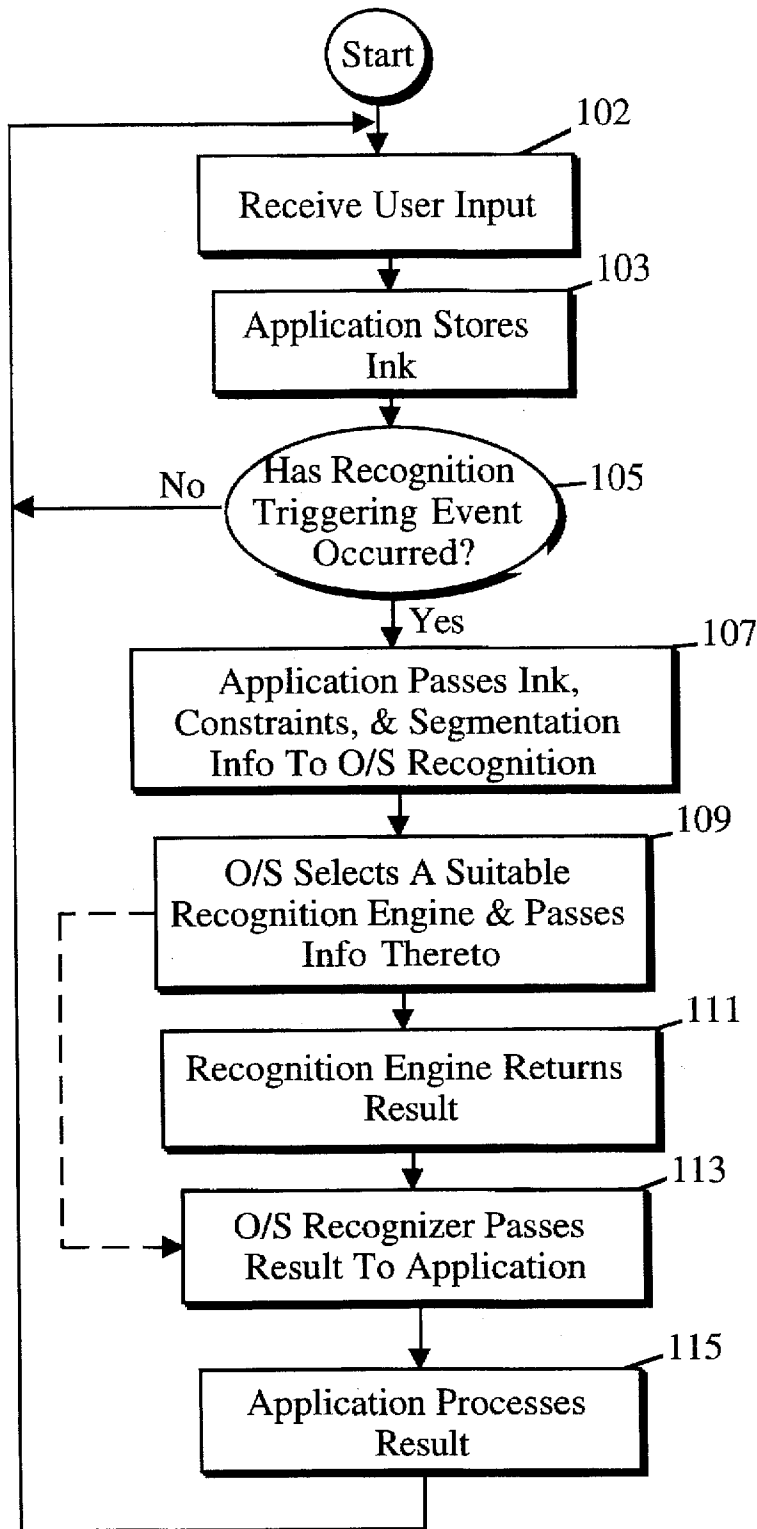 Start
102
Receive User Input
103
Application Stores
Ink
Has Recognition
Triggering Event
Occurred?
105
No
Yes
107
Application Passes Ink,
Constraints, & Segmentation
Info To O/S Recognition
109
O/S Selects A Suitable
Recognition Engine & Passes
Info Thereto
111
Recognition Engine Returns
Result
113
O/S Recognizer Passes
Result To Application
115
Application Processes
Result